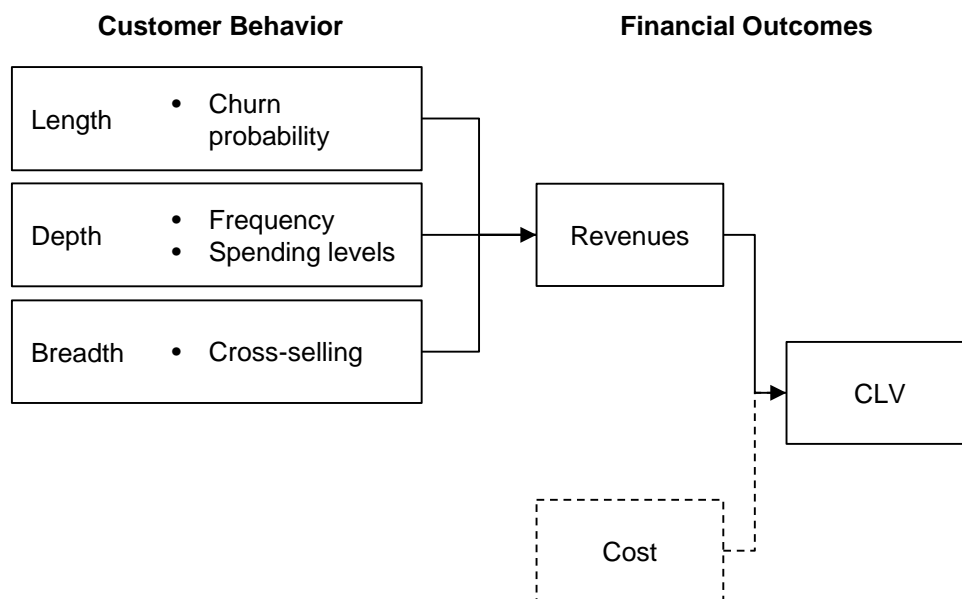 Customer Behavior
Financial Outcomes
Length
• Churn
probability
Depth
• Frequency
• Spending levels
Breadth
• Cross-selling
Revenues
CLV
Cost